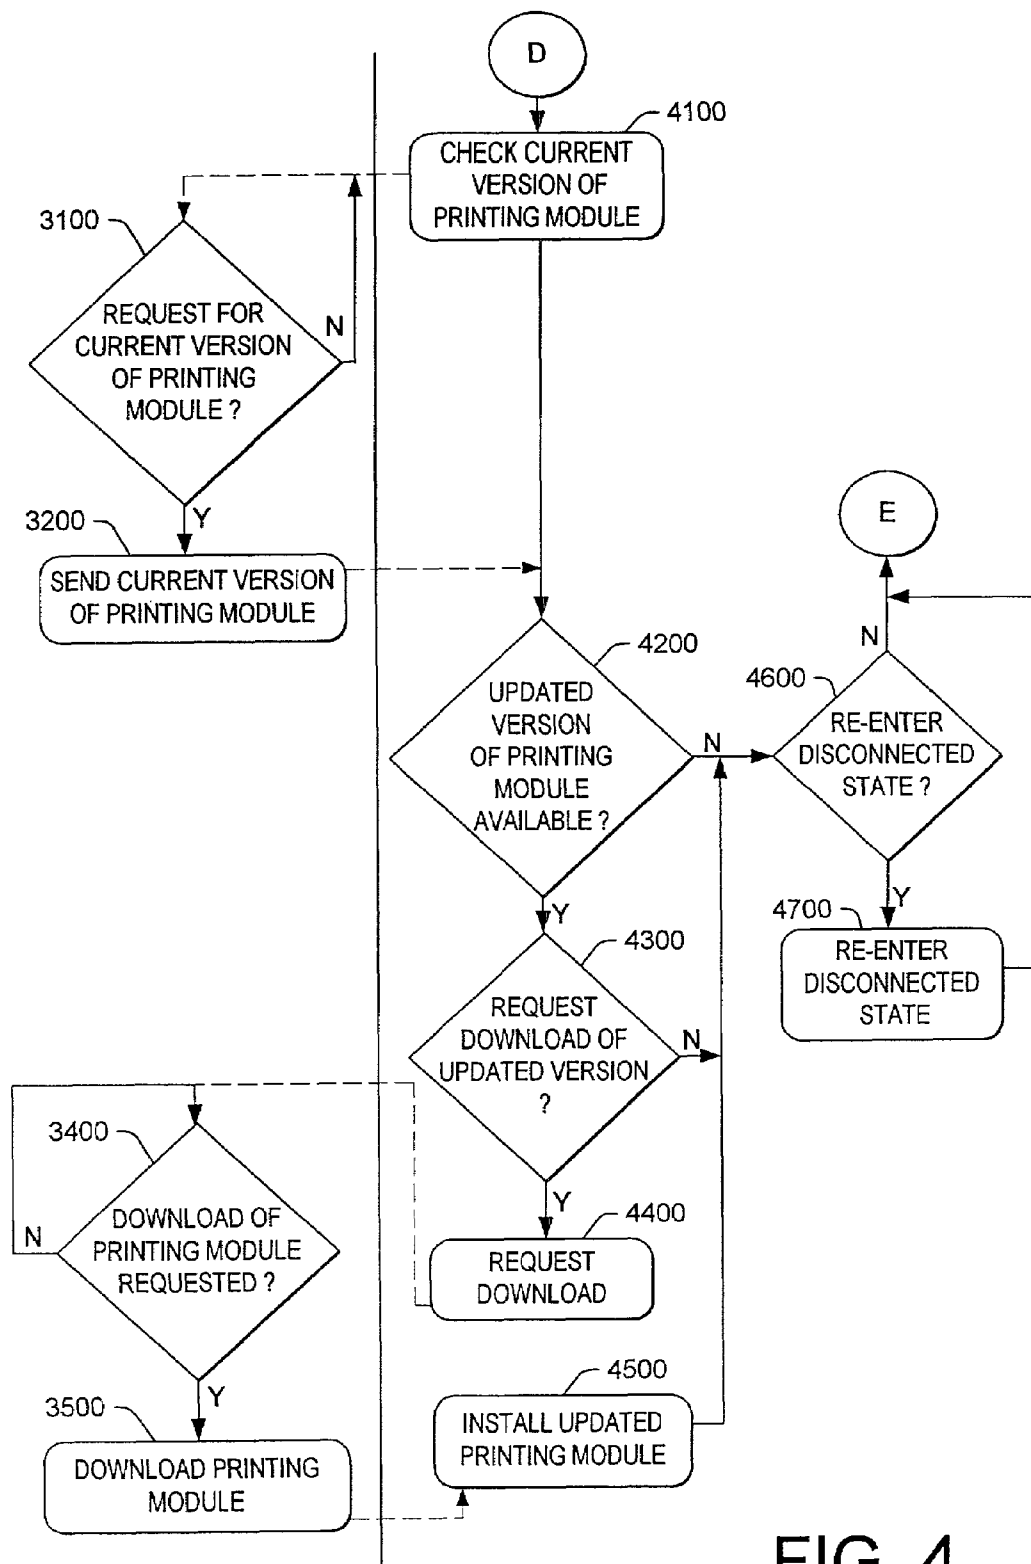 D
4100
CHECK CURRENT
VERSION OF
PRINTING MODULE
3100
REQUEST FOR
CURRENT VERSION
OF PRINTING
MODULE ?
N
Y
3200
SEND CURRENT VERSION
OF PRINTING MODULE
E
N
4200
UPDATED
VERSION
OF PRINTING
MODULE
AVAILABLE ?
N
Y
4600
RE-ENTER
DISCONNECTED
STATE ?
Y
4700
RE-ENTER
DISCONNECTED
STATE
4300
REQUEST
DOWNLOAD OF
UPDATED VERSION
?
N
Y
3400
DOWNLOAD OF
PRINTING MODULE
REQUESTED ?
N
Y
4400
REQUEST
DOWNLOAD
4500
INSTALL UPDATED
PRINTING MODULE
3500
DOWNLOAD PRINTING
MODULE
FIG. 4